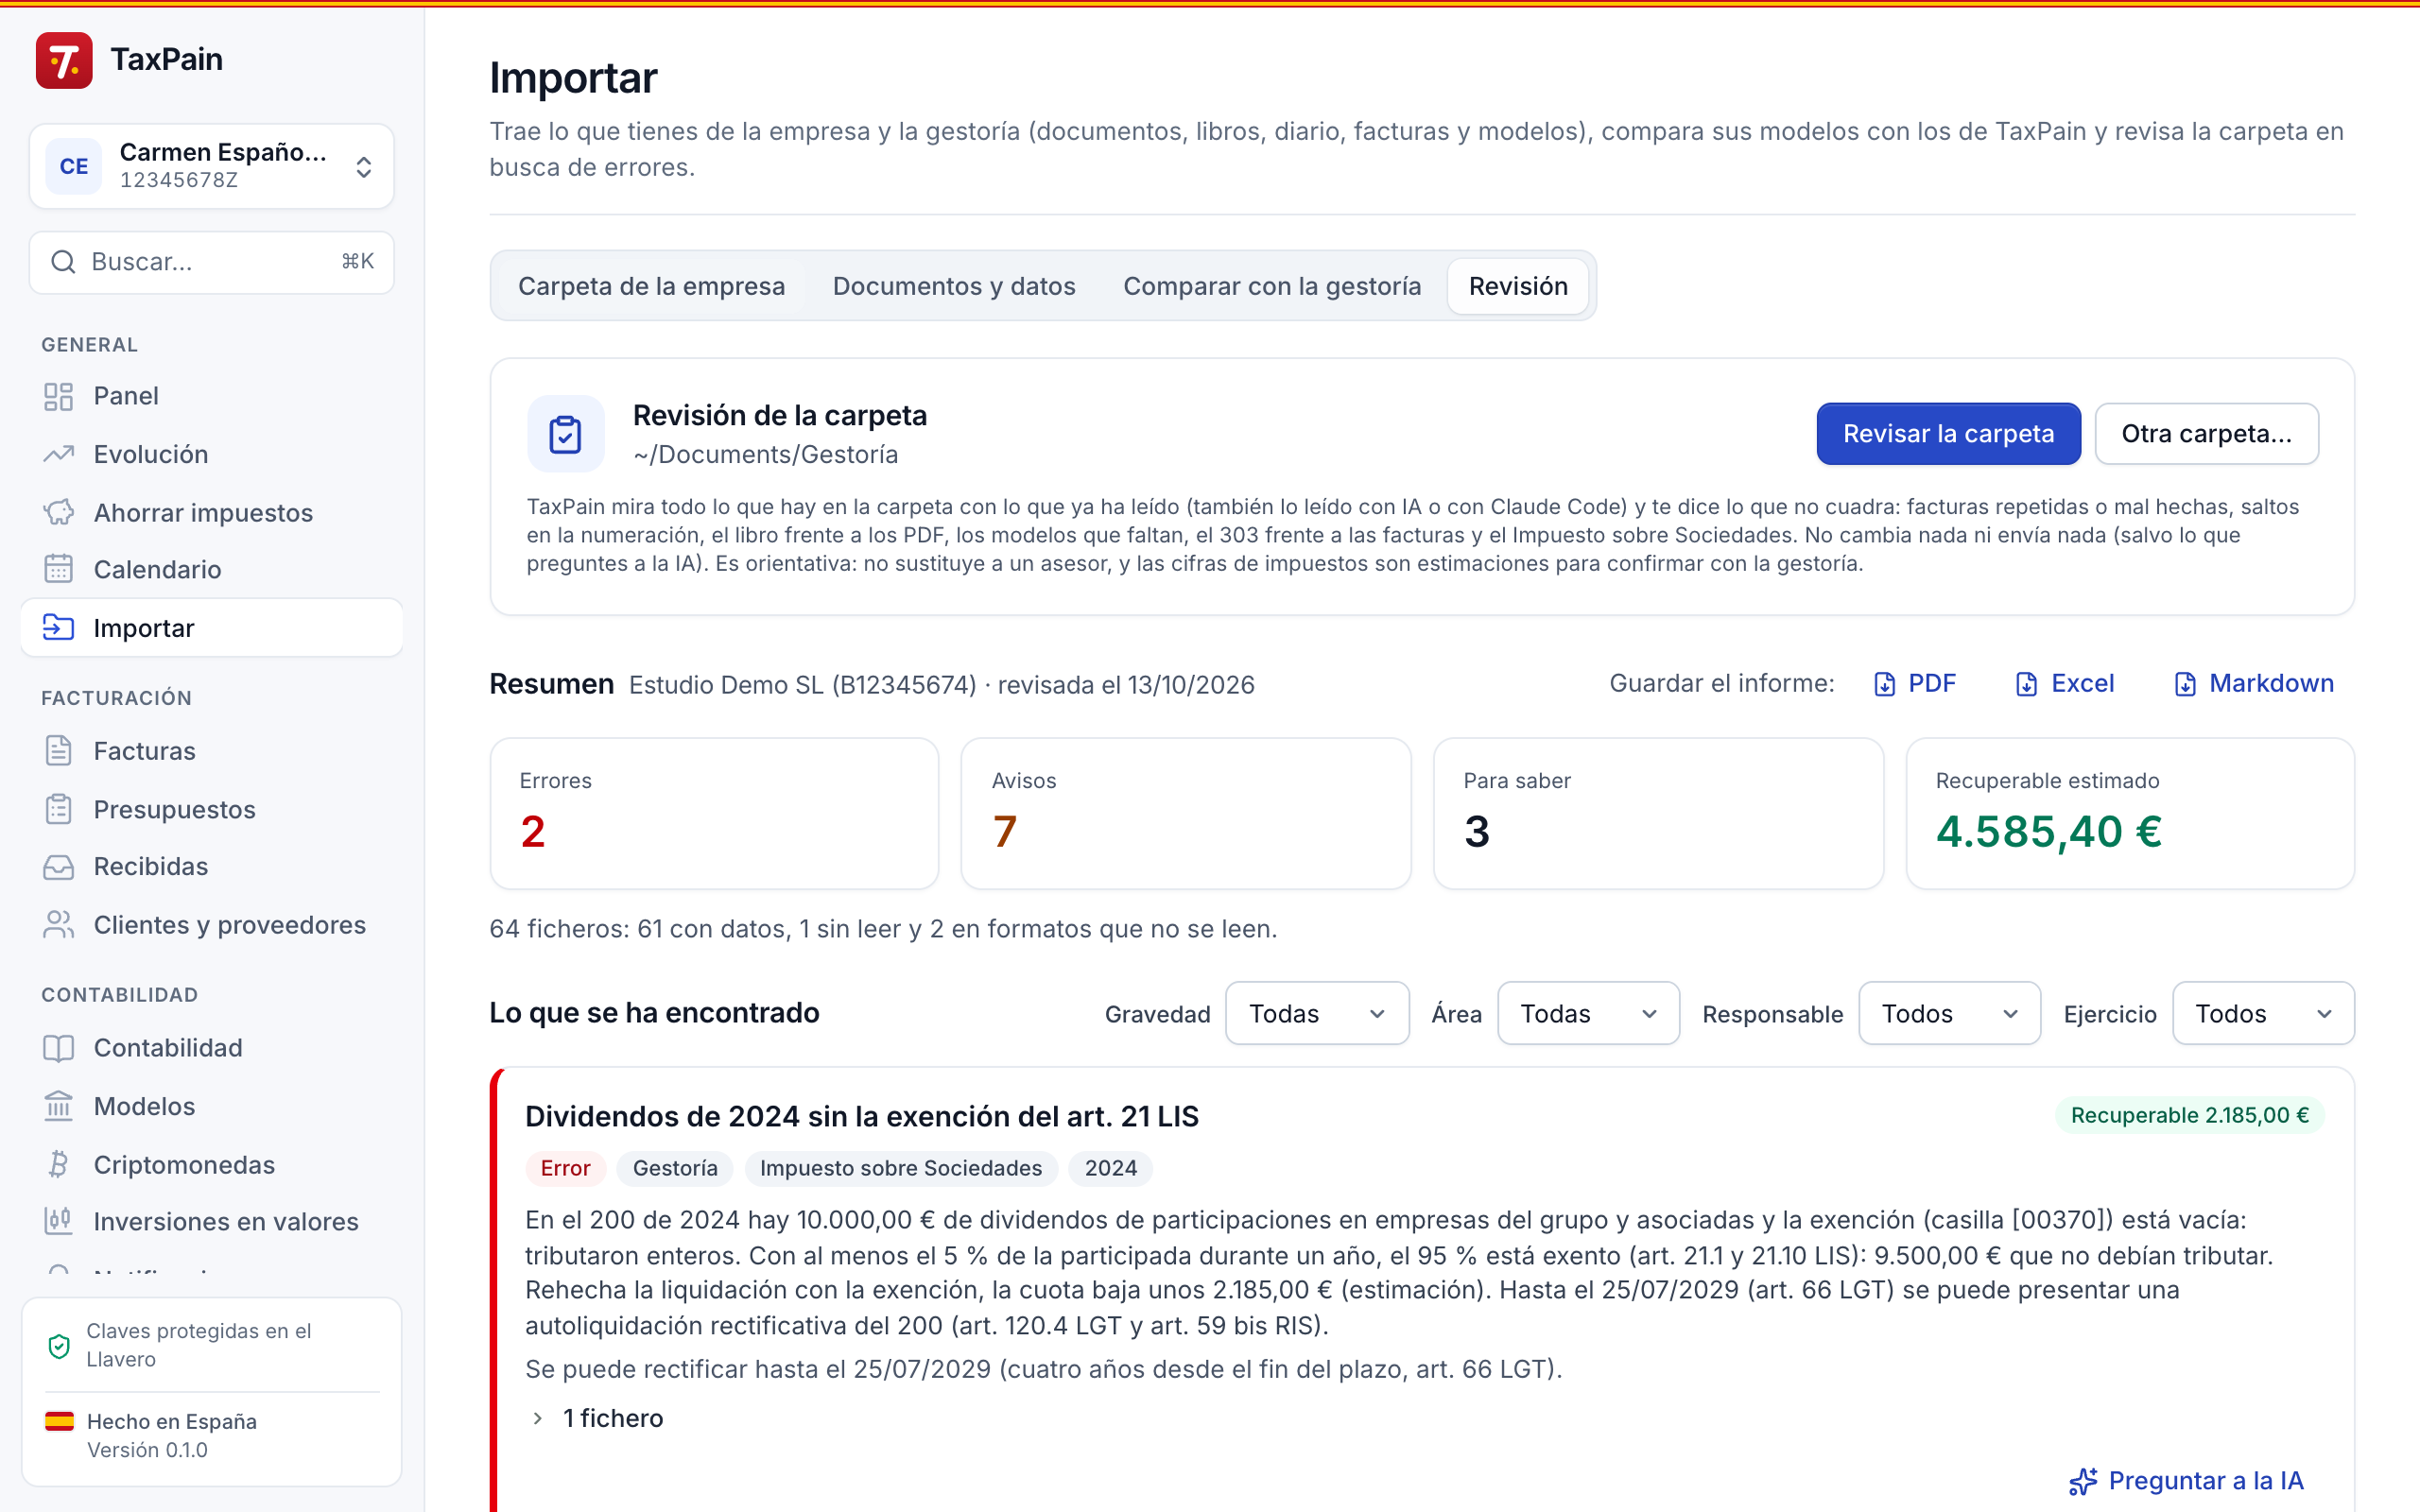 TaxPain
CE
Carmen Españo...
12345678Z
Buscar...
⌘K
GENERAL
Panel
Evolución
Ahorrar impuestos
Calendario
Importar
FACTURACIÓN
Facturas
Presupuestos
Recibidas
Clientes y proveedores
CONTABILIDAD
Contabilidad
Modelos
Criptomonedas
Inversiones en valores
Claves protegidas en el
Llavero
Hecho en España
Versión 0.1.0
Importar
Trae lo que tienes de la empresa y la gestoría (documentos, libros, diario, facturas y modelos), compara sus modelos con los de TaxPain y revisa la carpeta en
busca de errores.
Carpeta de la empresa
Documentos y datos
Comparar con la gestoría
Revisión
Revisión de la carpeta
~/Documents/Gestoría
Revisar la carpeta
Otra carpeta...
TaxPain mira todo lo que hay en la carpeta con lo que ya ha leído (también lo leído con IA o con Claude Code) y te dice lo que no cuadra: facturas repetidas o mal hechas, saltos
en la numeración, el libro frente a los PDF, los modelos que faltan, el 303 frente a las facturas y el Impuesto sobre Sociedades. No cambia nada ni envía nada (salvo lo que
preguntes a la IA). Es orientativa: no sustituye a un asesor, y las cifras de impuestos son estimaciones para confirmar con la gestoría.
Resumen Estudio Demo SL (B12345674) · revisada el 13/10/2026
Guardar el informe:
PDF
Excel
Markdown
Errores
2
Avisos
7
Para saber
3
Recuperable estimado
4.585,40 €
64 ficheros: 61 con datos, 1 sin leer y 2 en formatos que no se leen.
Lo que se ha encontrado
Gravedad
Todas
Área
Todas
Responsable
Todos
Ejercicio
Todos
Dividendos de 2024 sin la exención del art. 21 LIS
Recuperable 2.185,00 €
Error
Gestoría
Impuesto sobre Sociedades
2024
En el 200 de 2024 hay 10.000,00 € de dividendos de participaciones en empresas del grupo y asociadas y la exención (casilla [00370]) está vacía:
tributaron enteros. Con al menos el 5 % de la participada durante un año, el 95 % está exento (art. 21.1 y 21.10 LIS): 9.500,00 € que no debían tributar.
Rehecha la liquidación con la exención, la cuota baja unos 2.185,00 € (estimación). Hasta el 25/07/2029 (art. 66 LGT) se puede presentar una
autoliquidación rectificativa del 200 (art. 120.4 LGT y art. 59 bis RIS).
Se puede rectificar hasta el 25/07/2029 (cuatro años desde el fin del plazo, art. 66 LGT).
1 fichero
Preguntar a la IA